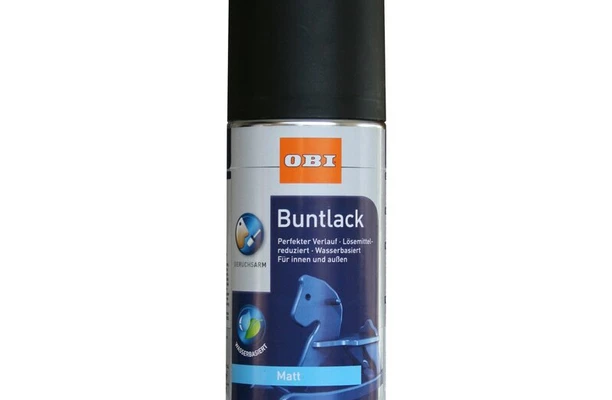 OBI
Buntlack
Perfekter Verlauf · Lösemittel-
reduziert · Wasserbasiert
Für innen und außen
GERUCHSARM
WASSERBASIERT
Matt